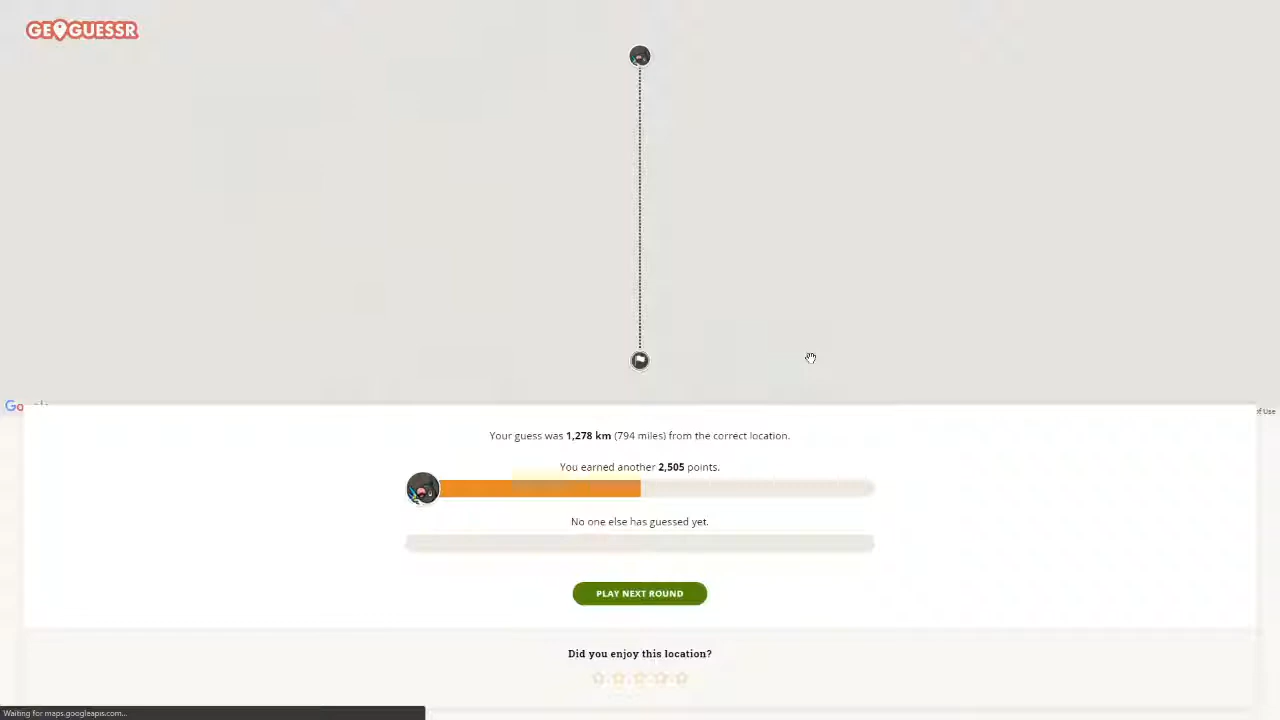 GEOGUESSR
of Use
Your guess was 1,278 km (794 miles) from the correct location.
You earned another 2,505 points.
No one else has guessed yet.
PLAY NEXT ROUND
Did you enjoy this location?
Waiting for maps.googleapis.com...